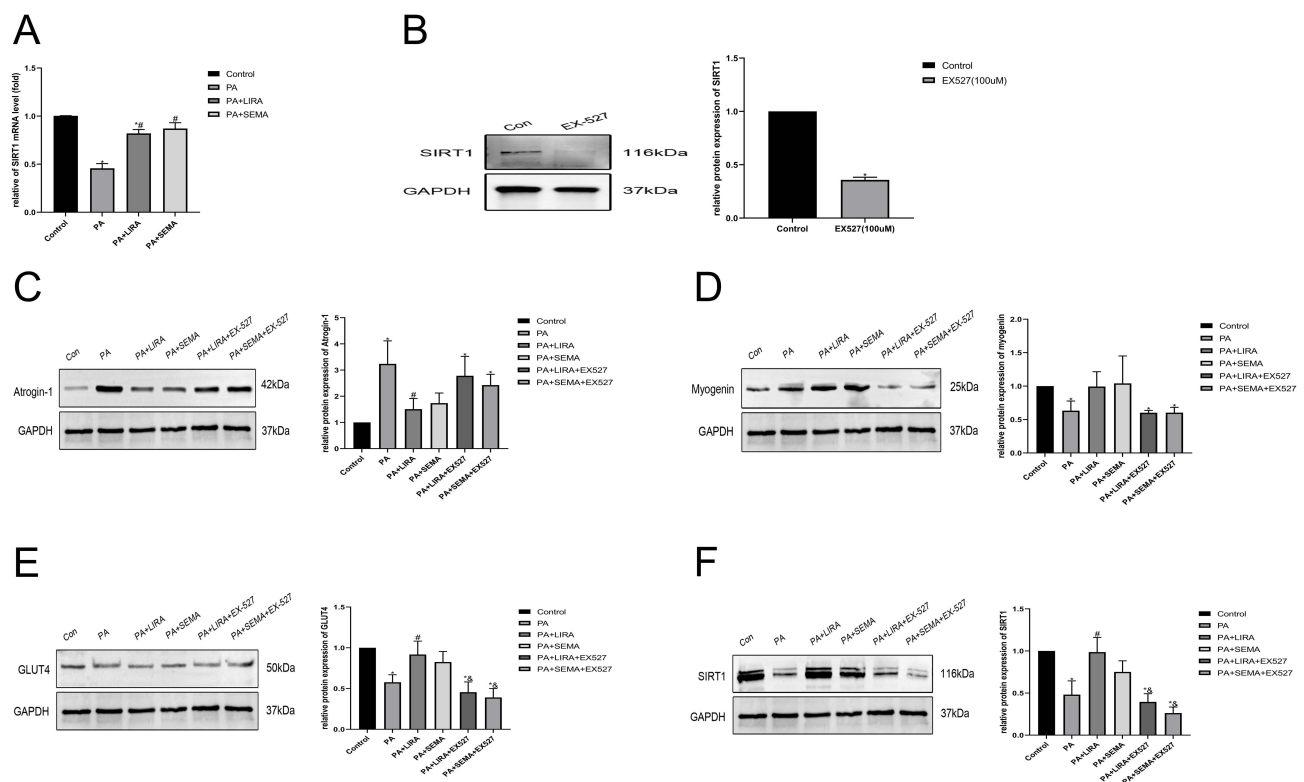 A
relative of SIRT1 mRNA level (fold)
1.5
1.0
0.5
0.0
*
*#
#
Control
PA
PA+LIRA
PA+SEMA
Control
PA
PA+LIRA
PA+SEMA
B
Con
EX-527
SIRT1
116kDa
GAPDH
37kDa
relative protein expression of SIRT1
1.5
1.0
0.5
0.0
*
Control
EX527(100uM)
Control
EX527(100uM)
C
Con
PA
PA+LIRA
PA+SEMA
PA+LIRA+EX-527
PA+SEMA+EX-527
Atrogin-1
42kDa
GAPDH
37kDa
relative protein expression of Atrogin-1
5
4
3
2
1
0
*
#
*
*
Control
PA
PA+LIRA
PA+SEMA
PA+LIRA+EX527
PA+SEMA+EX527
Control
PA
PA+LIRA
PA+SEMA
PA+LIRA+EX527
PA+SEMA+EX527
D
Con
PA
PA+LIRA
PA+SEMA
PA+LIRA+EX-527
PA+SEMA+EX-527
Myogenin
25kDa
GAPDH
37kDa
relative protein expression of myogenin
2.0
1.5
1.0
0.5
0.0
*
*
*
Control
PA
PA+LIRA
PA+SEMA
PA+LIRA+EX527
PA+SEMA+EX527
Control
PA
PA+LIRA
PA+SEMA
PA+LIRA+EX527
PA+SEMA+EX527
E
Con
PA
PA+LIRA
PA+SEMA
PA+LIRA+EX-527
PA+SEMA+EX-527
GLUT4
50kDa
GAPDH
37kDa
relative protein expression of GLUT4
1.5
1.0
0.5
0.0
*
#
*&
*&
Control
PA
PA+LIRA
PA+SEMA
PA+LIRA+EX527
PA+SEMA+EX527
Control
PA
PA+LIRA
PA+SEMA
PA+LIRA+EX527
PA+SEMA+EX527
F
Con
PA
PA+LIRA
PA+SEMA
PA+LIRA+EX-527
PA+SEMA+EX-527
SIRT1
116kDa
GAPDH
37kDa
relative protein expression of SIRT1
1.5
1.0
0.5
0.0
*
#
*&
*&
Control
PA
PA+LIRA
PA+SEMA
PA+LIRA+EX527
PA+SEMA+EX527
Control
PA
PA+LIRA
PA+SEMA
PA+LIRA+EX527
PA+SEMA+EX527